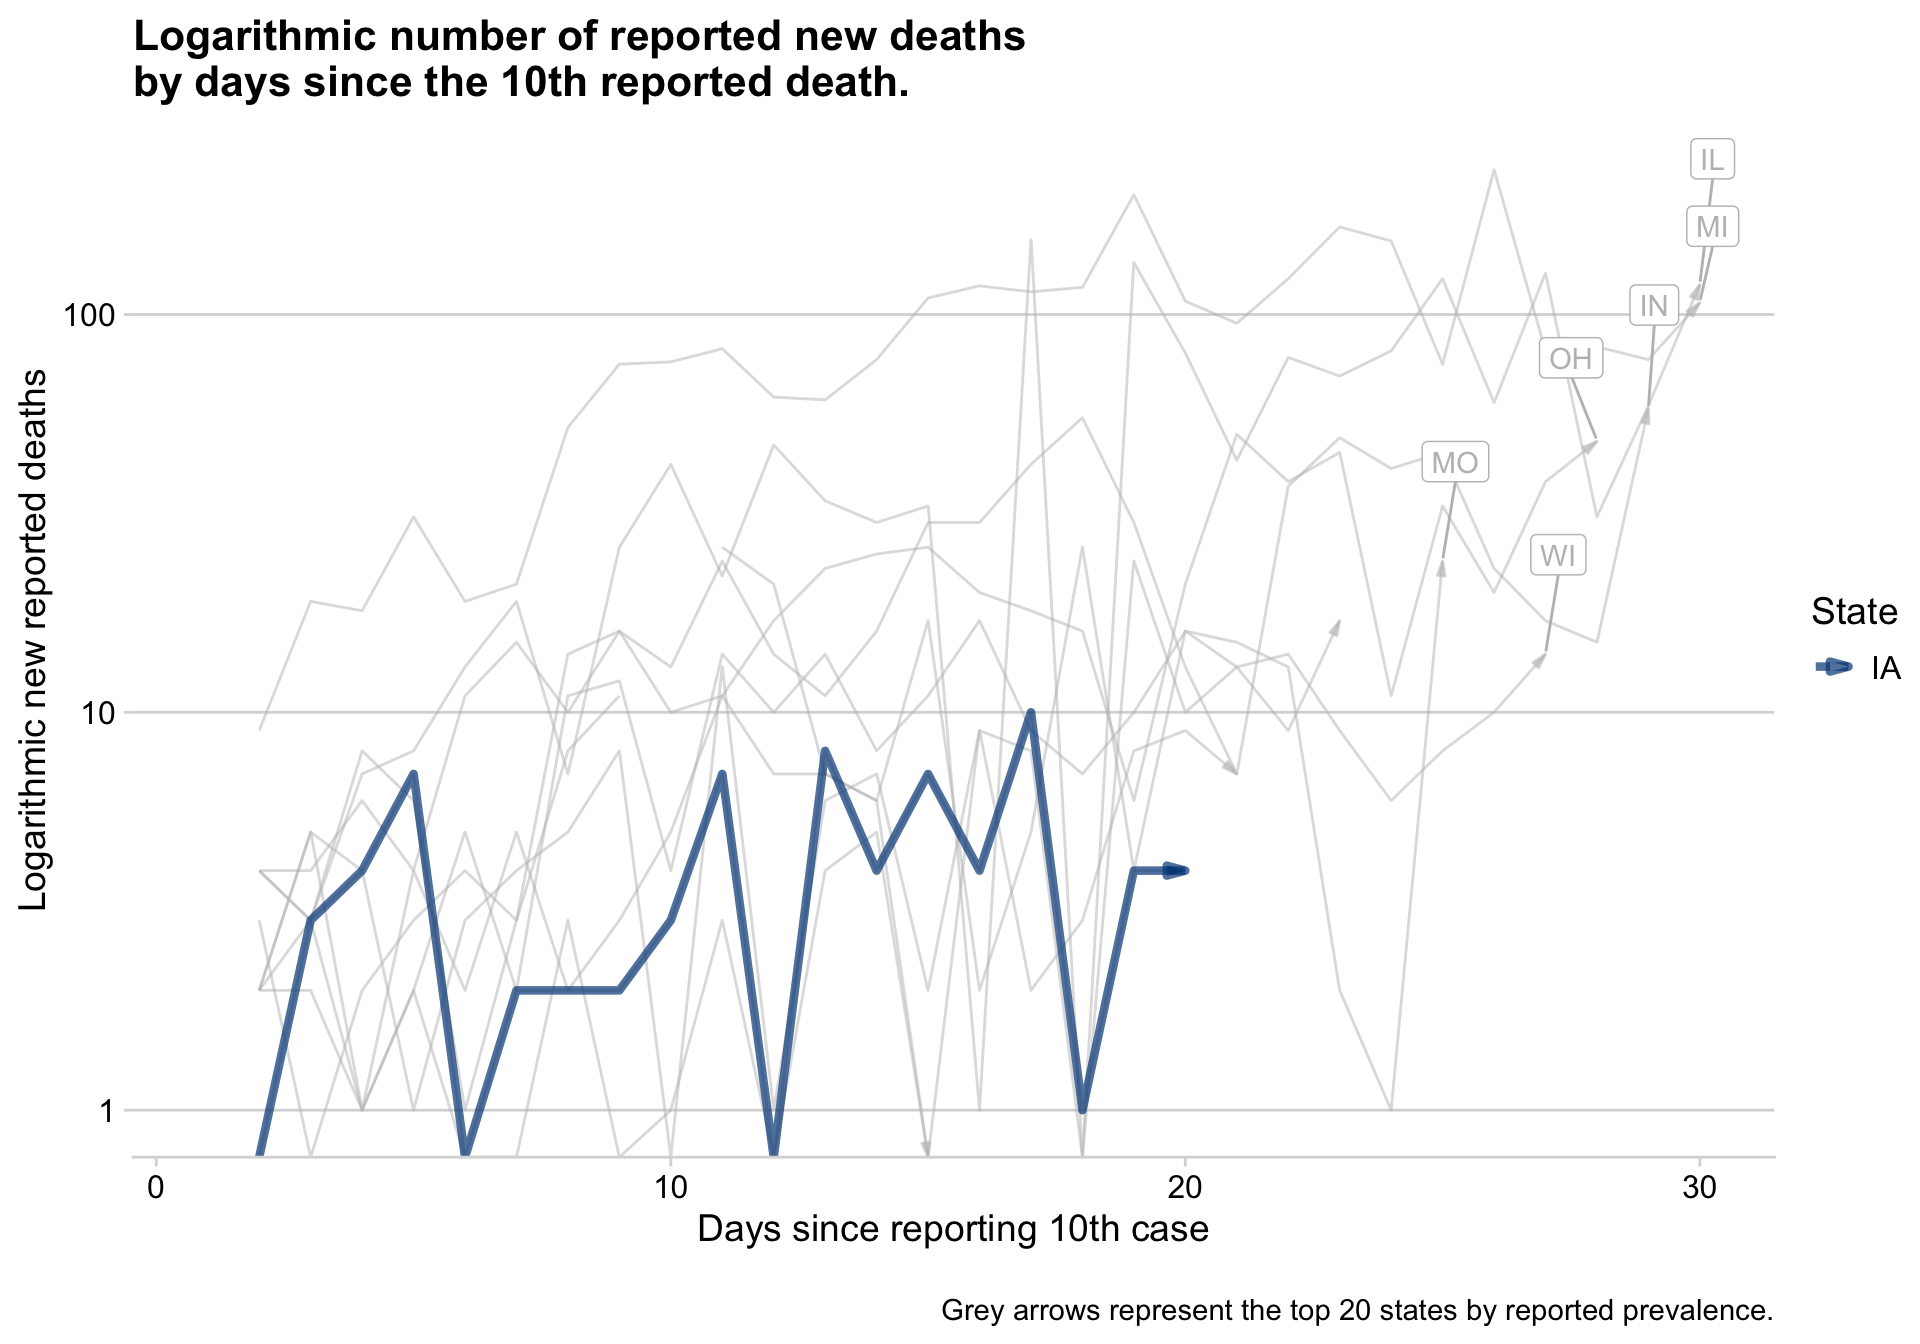 Logarithmic number of reported new deaths
by days since the 10th reported death.
Logarithmic new reported deaths
100
10
1
IL
MI
IN
OH
MO
WI
State
IA
0
10
20
30
Days since reporting 10th case
Grey arrows represent the top 20 states by reported prevalence.